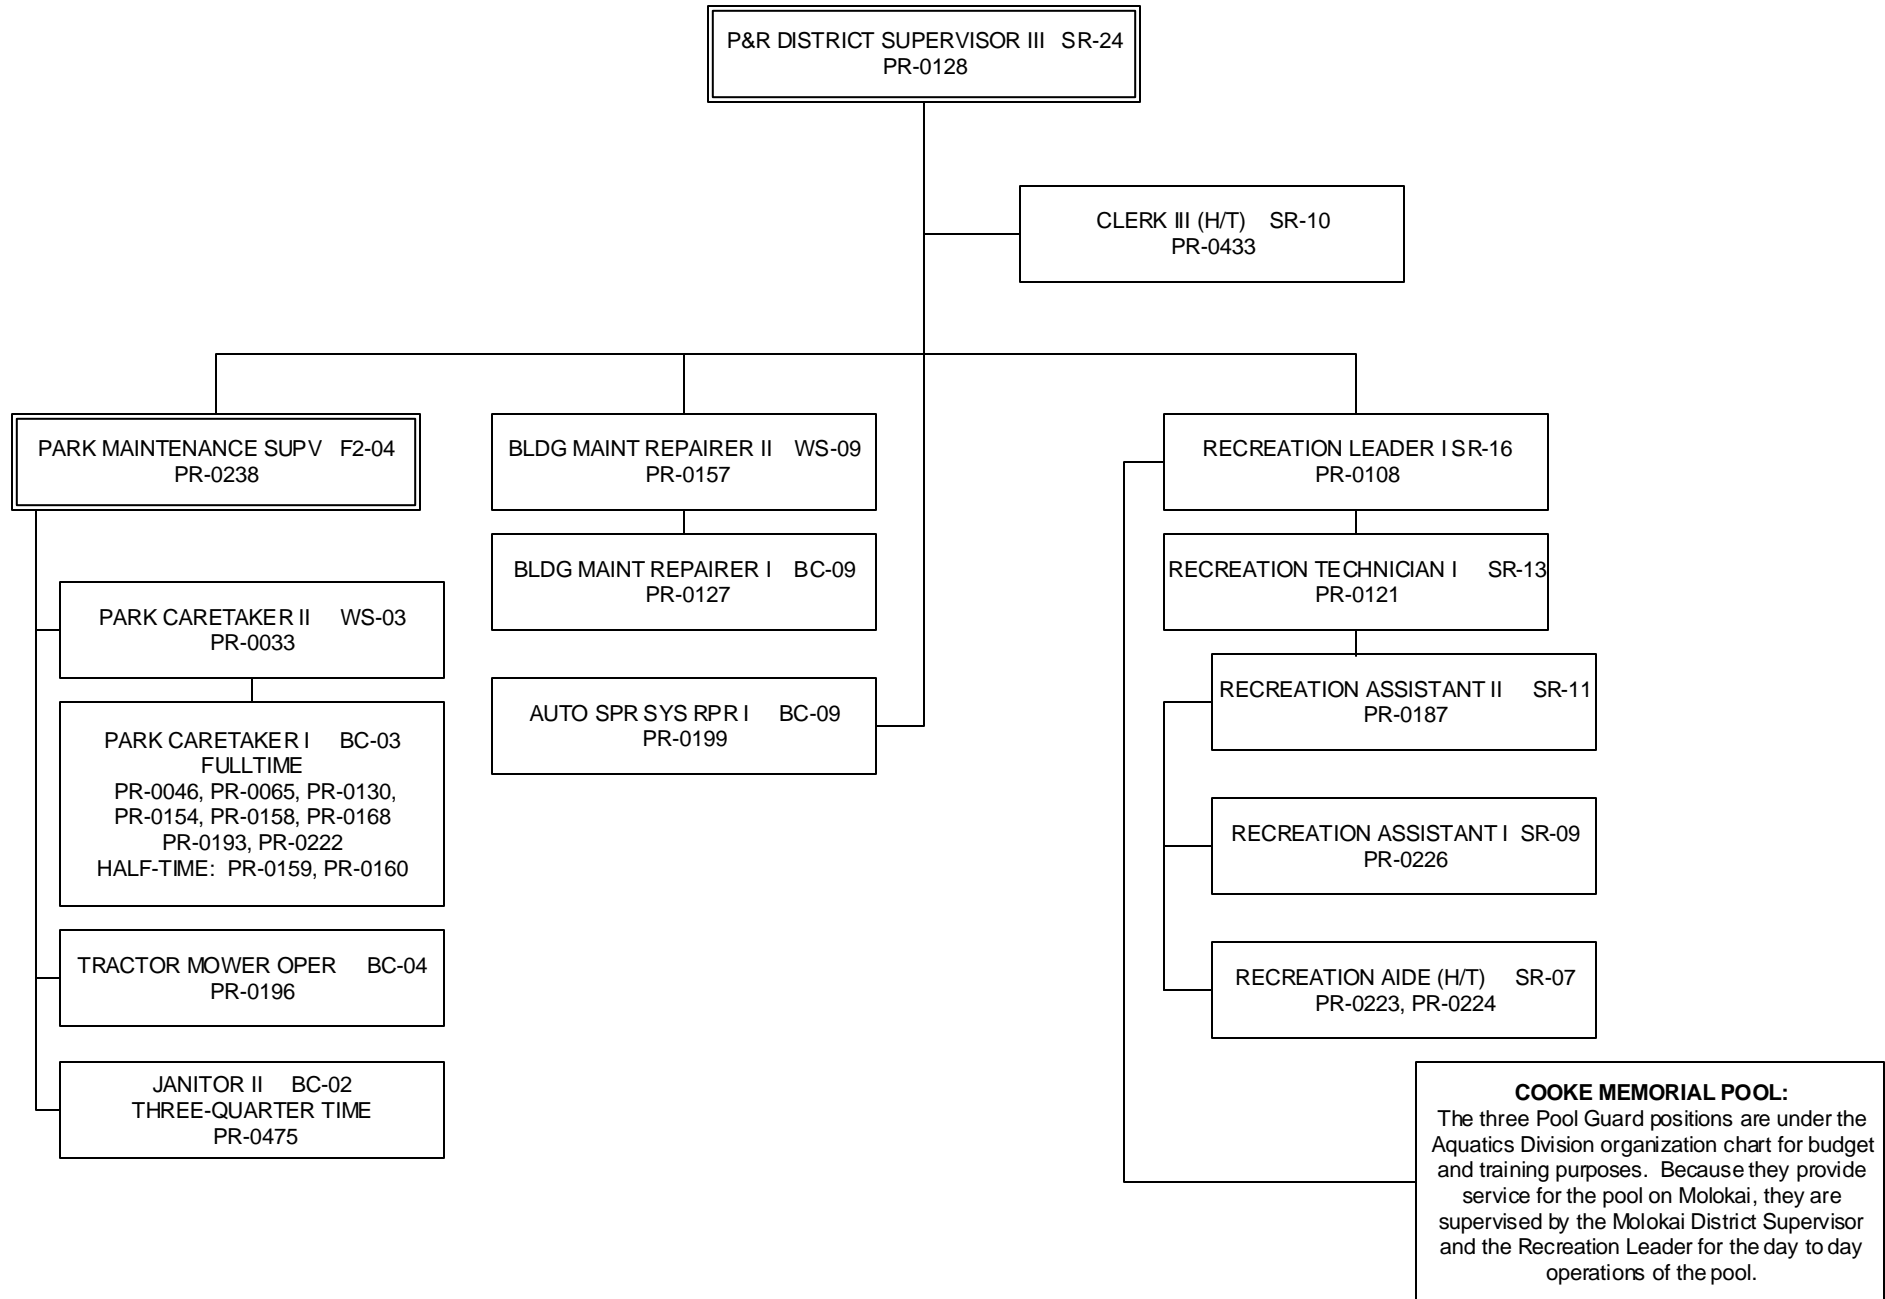 P&R DISTRICT SUPERVISOR III SR-24
PR-0128
CLERK III (H/T) SR-10
PR-0433
PARK MAINTENANCE SUPV F2-04
PR-0238
PARK CARETAKER II WS-03
PR-0033
PARK CARETAKER I BC-03
FULLTIME
PR-0046, PR-0065, PR-0130,
PR-0154, PR-0158, PR-0168
PR-0193, PR-0222
HALF-TIME: PR-0159, PR-0160
TRACTOR MOWER OPER BC-04
PR-0196
JANITOR II BC-02
THREE-QUARTER TIME
PR-0475
BLDG MAINT REPAIRER II WS-09
PR-0157
BLDG MAINT REPAIRER I BC-09
PR-0127
AUTO SPR SYS RPR I BC-09
PR-0199
RECREATION LEADER I SR-16
PR-0108
RECREATION TECHNICIAN I SR-13
PR-0121
RECREATION ASSISTANT II SR-11
PR-0187
RECREATION ASSISTANT I SR-09
PR-0226
RECREATION AIDE (H/T) SR-07
PR-0223, PR-0224
COOKE MEMORIAL POOL:
The three Pool Guard positions are under the
Aquatics Division organization chart for budget
and training purposes. Because they provide
service for the pool on Molokai, they are
supervised by the Molokai District Supervisor
and the Recreation Leader for the day to day
operations of the pool.